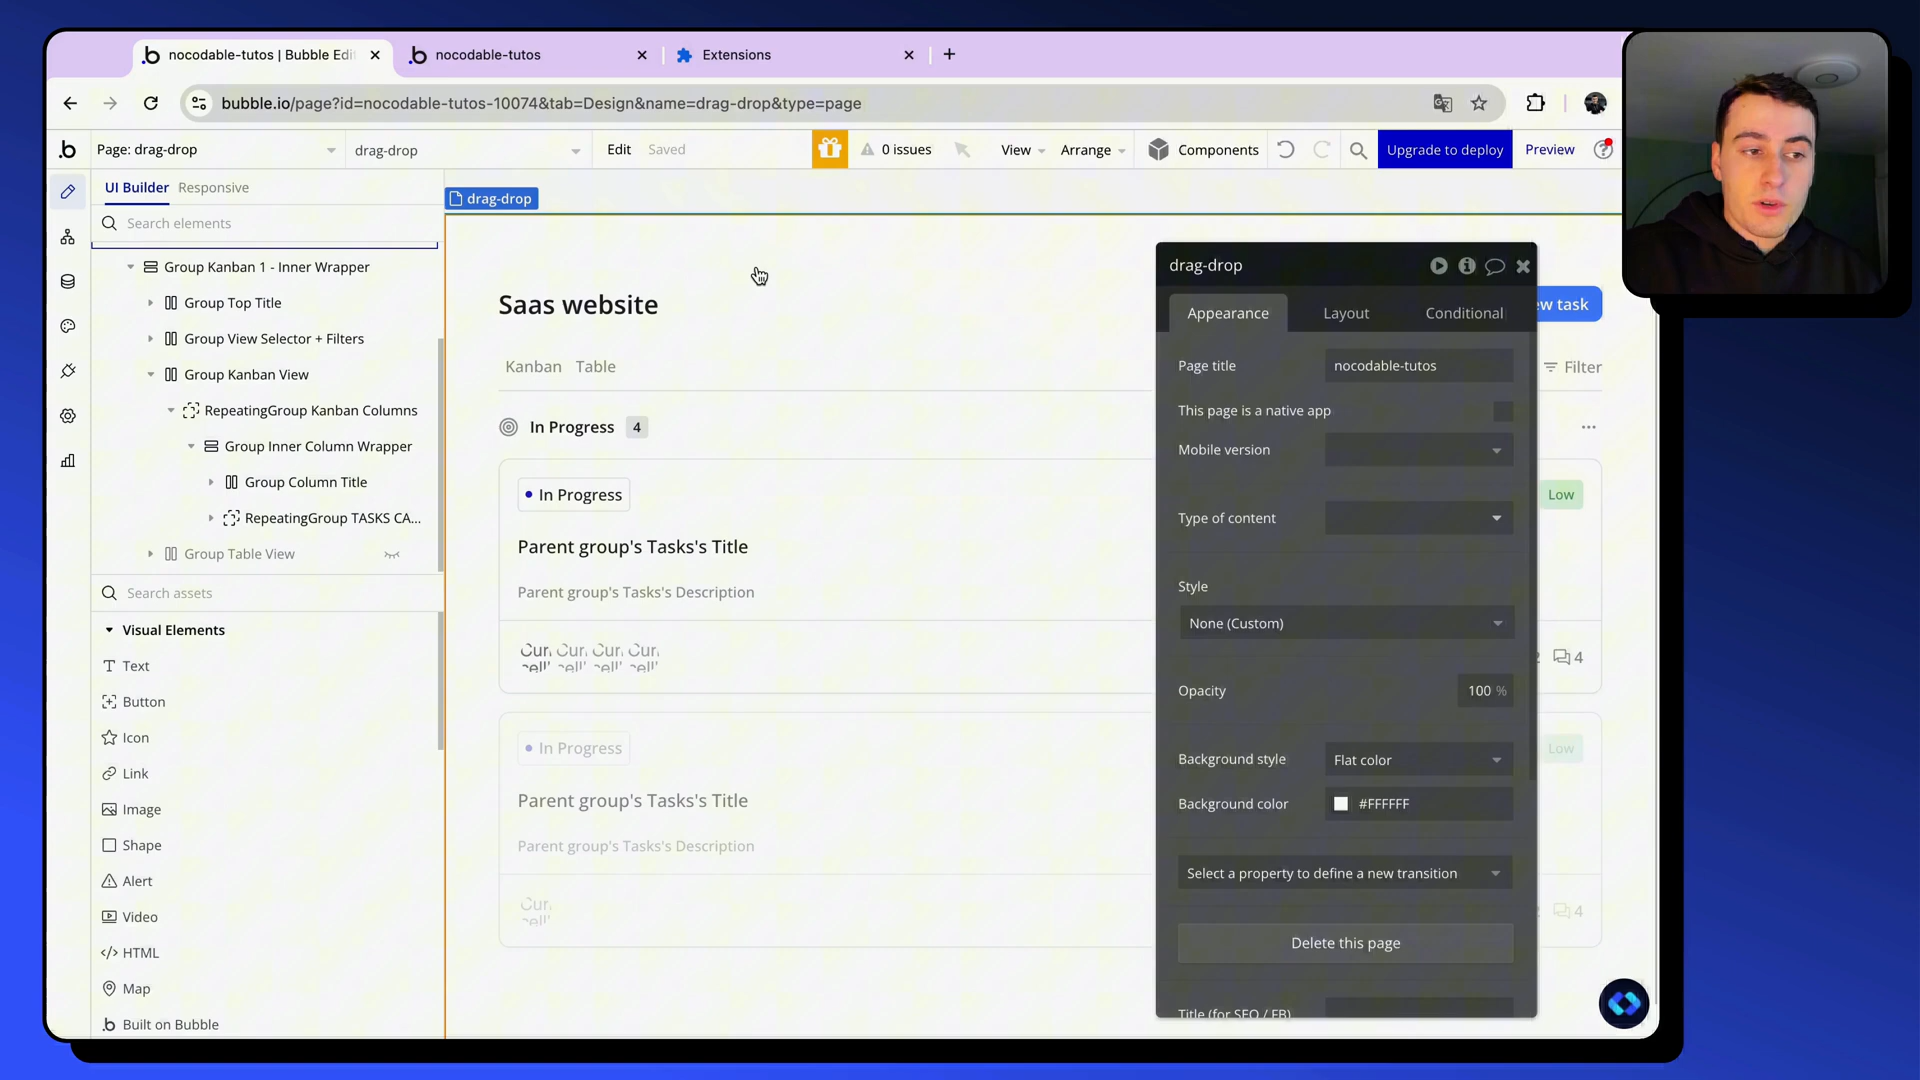 nocodable-tutos | Bubble Edi
nocodable-tutos
Extensions
bubble.io/page?id=nocodable-tutos-10074&tab=Design&name=drag-drop&type=page
Page: drag-drop
drag-drop
Edit
Saved
0 issues
View
Arrange
Components
Upgrade to deploy
Preview
UI Builder
Responsive
drag-drop
Search elements
Group Kanban 1 - Inner Wrapper
Group Top Title
Group View Selector + Filters
Group Kanban View
RepeatingGroup Kanban Columns
Group Inner Column Wrapper
Group Column Title
RepeatingGroup TASKS CA...
Group Table View
Search assets
Visual Elements
Text
Button
Icon
Link
Image
Shape
Alert
Video
HTML
Map
Built on Bubble
Saas website
ew task
Kanban Table
Filter
In Progress 4
In Progress
Low
Parent group's Tasks's Title
Parent group's Tasks's Description
4
In Progress
Low
Parent group's Tasks's Title
Parent group's Tasks's Description
4
drag-drop
Appearance
Layout
Conditional
Page title
nocodable-tutos
This page is a native app
Mobile version
Type of content
Style
None (Custom)
Opacity
100 %
Background style
Flat color
Background color
#FFFFFF
Select a property to define a new transition
Delete this page
Title (for SEO / FB)